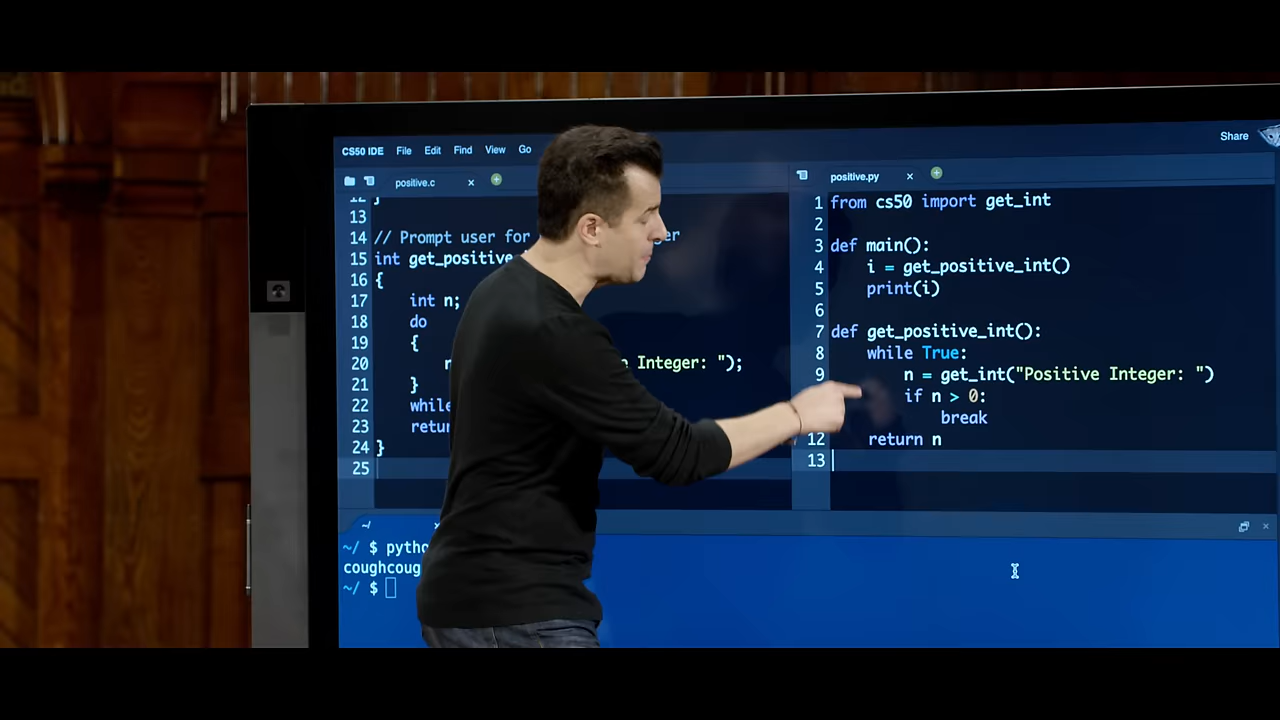 CS50 IDE File Edit Find View Go Share
positive.c
12 }
13
14 // Prompt user for
15 int get_positive_
16 {
17 int n;
18 do
19 {
20 n Integer: ");
21 }
22 while
23 retur
24 }
25
positive.py
1 from cs50 import get_int
2
3 def main():
4 i = get_positive_int()
5 print(i)
6
7 def get_positive_int():
8 while True:
9 n = get_int("Positive Integer: ")
if n > 0:
break
12 return n
13
~/
~/ $ pytho
coughcoug
~/ $